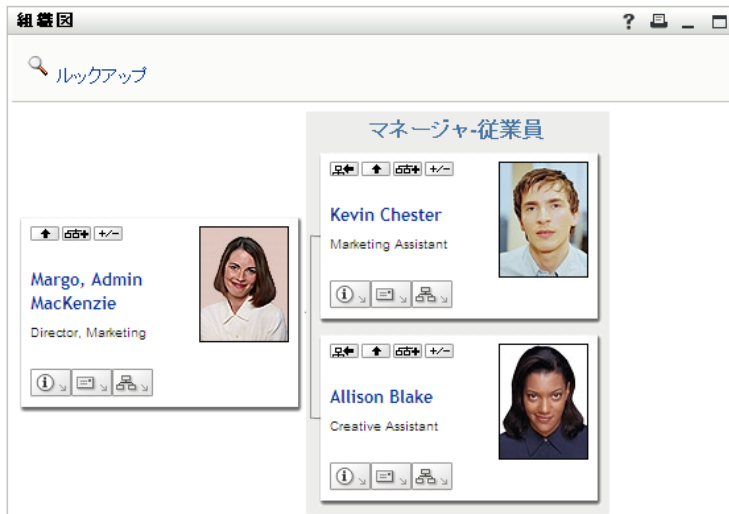 組織図
ルックアップ
マネージャ-従業員
Margo, Admin
MacKenzie
Director, Marketing
Kevin Chester
Marketing Assistant
Allison Blake
Creative Assistant